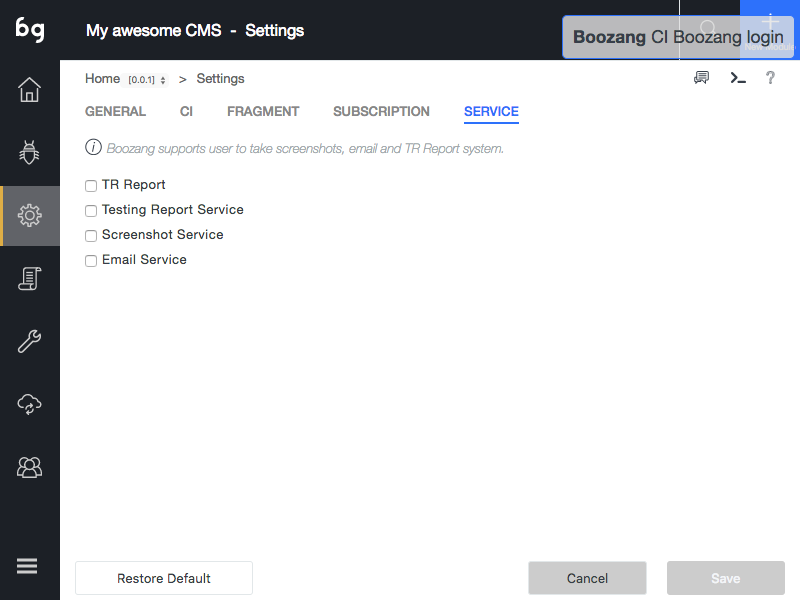 bg
My awesome CMS - Settings
Boozang CI Boozang login
Home [0.0.1] > Settings
?
GENERAL CI FRAGMENT SUBSCRIPTION SERVICE
Boozang supports user to take screenshots, email and TR Report system.
TR Report
Testing Report Service
Screenshot Service
Email Service
Restore Default
Cancel
Save